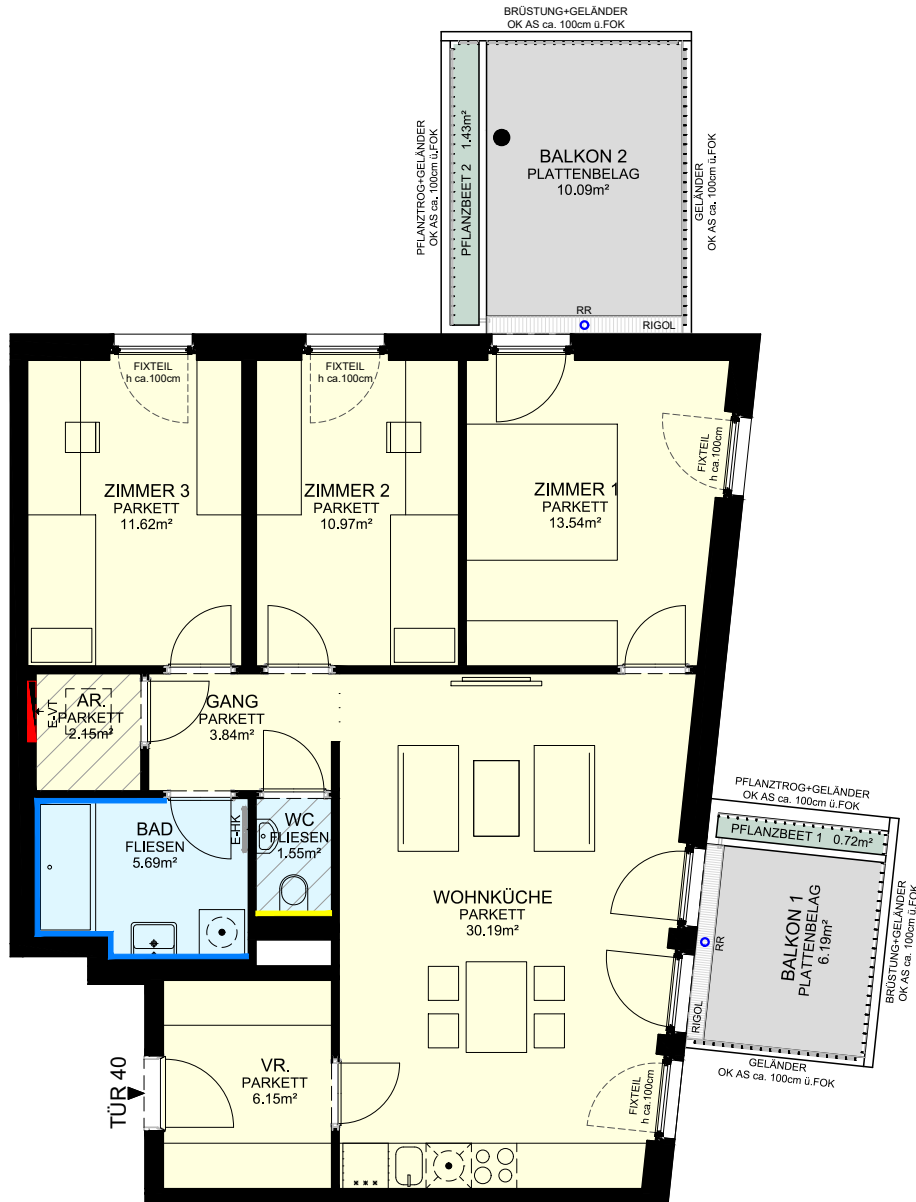 BRÜSTUNG+GELÄNDER
OK AS ca. 100cm ü.FOK
PFLANZTROG+GELÄNDER
OK AS ca. 100cm ü.FOK
PFLANZBEET 2 1.43m²
BALKON 2
PLATTENBELAG
10.09m²
GELÄNDER
OK AS ca. 100cm ü.FOK
RR
RIGOL
FIXTEIL
h ca.100cm
FIXTEIL
h ca.100cm
FIXTEIL
h ca.100cm
ZIMMER 3
PARKETT
11.62m²
ZIMMER 2
PARKETT
10.97m²
ZIMMER 1
PARKETT
13.54m²
E-VT
AR.
PARKETT
2.15m²
GANG
PARKETT
3.84m²
BAD
FLIESEN
5.69m²
E-HK
WC
FLIESEN
1.55m²
WOHNKÜCHE
PARKETT
30.19m²
PFLANZTROG+GELÄNDER
OK AS ca. 100cm ü.FOK
PFLANZBEET 1 0.72m²
BALKON 1
PLATTENBELAG
6.19m²
RR
RIGOL
BRÜSTUNG+GELÄNDER
OK AS ca. 100cm ü.FOK
GELÄNDER
OK AS ca. 100cm ü.FOK
TÜR 40
VR.
PARKETT
6.15m²
FIXTEIL
h ca.100cm